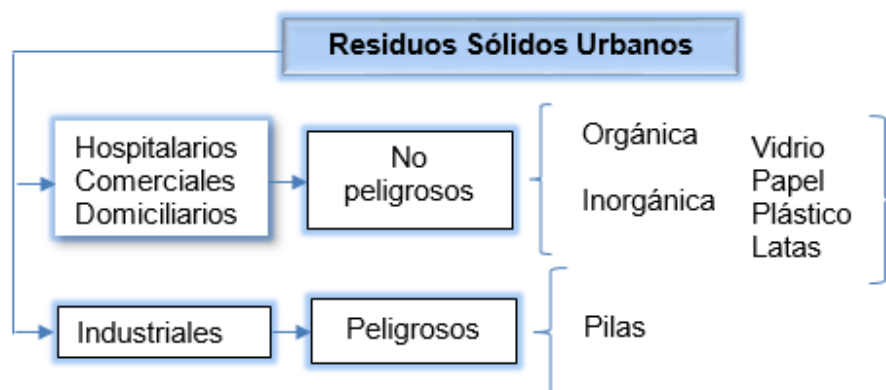 Residuos Sólidos Urbanos
Hospitalarios
Comerciales
Domiciliarios
No
peligrosos
Orgánica
Inorgánica
Vidrio
Papel
Plástico
Latas
Industriales
Peligrosos
Pilas